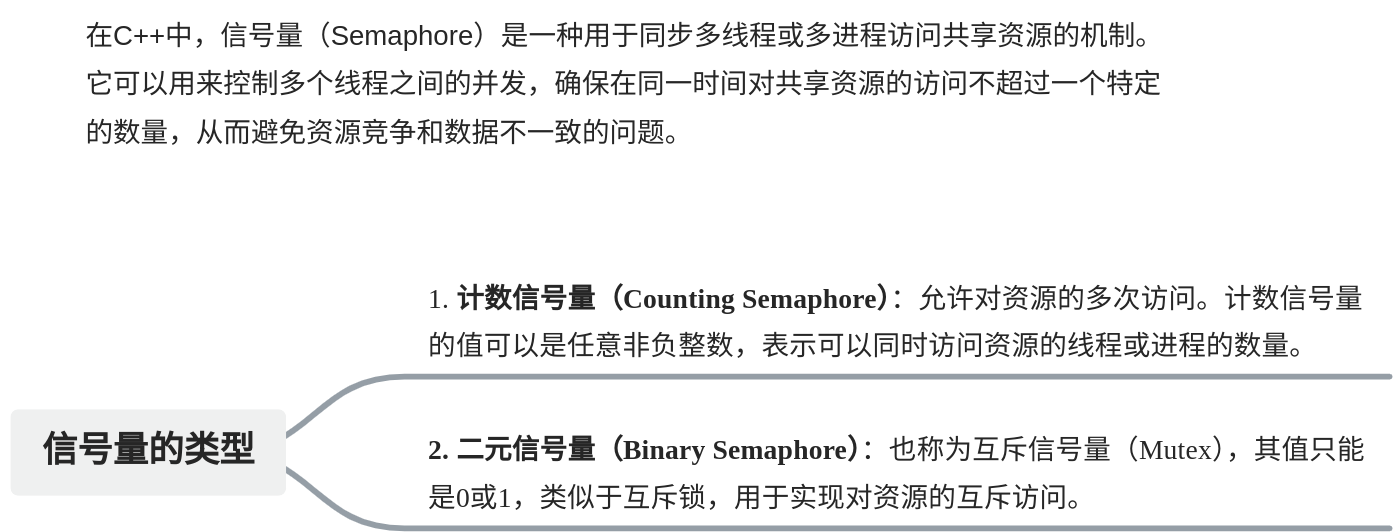 在C++中，信号量（Semaphore）是一种用于同步多线程或多进程访问共享资源的机制。
它可以用来控制多个线程之间的并发，确保在同一时间对共享资源的访问不超过一个特定
的数量，从而避免资源竞争和数据不一致的问题。
1. 计数信号量（Counting Semaphore）：允许对资源的多次访问。计数信号量
的值可以是任意非负整数，表示可以同时访问资源的线程或进程的数量。
信号量的类型
2. 二元信号量（Binary Semaphore）：也称为互斥信号量（Mutex），其值只能
是0或1，类似于互斥锁，用于实现对资源的互斥访问。